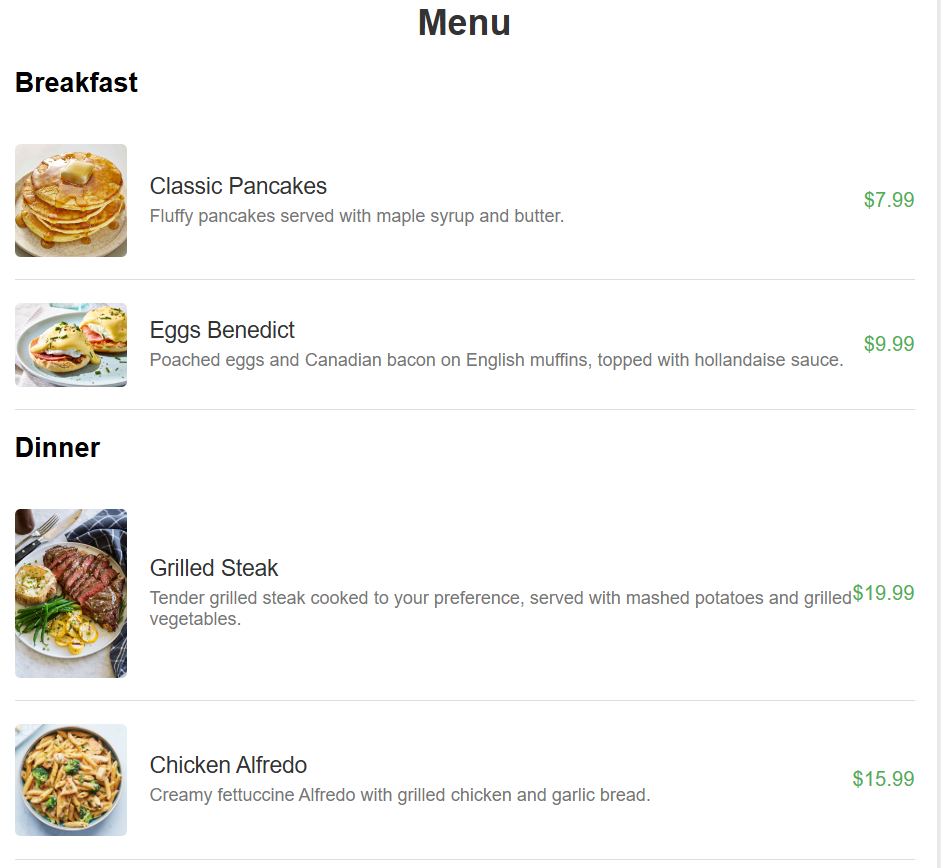 Menu
Breakfast
Classic Pancakes
Fluffy pancakes served with maple syrup and butter.
$7.99
Eggs Benedict
Poached eggs and Canadian bacon on English muffins, topped with hollandaise sauce.
$9.99
Dinner
Grilled Steak
Tender grilled steak cooked to your preference, served with mashed potatoes and grilled
vegetables.
$19.99
Chicken Alfredo
Creamy fettuccine Alfredo with grilled chicken and garlic bread.
$15.99